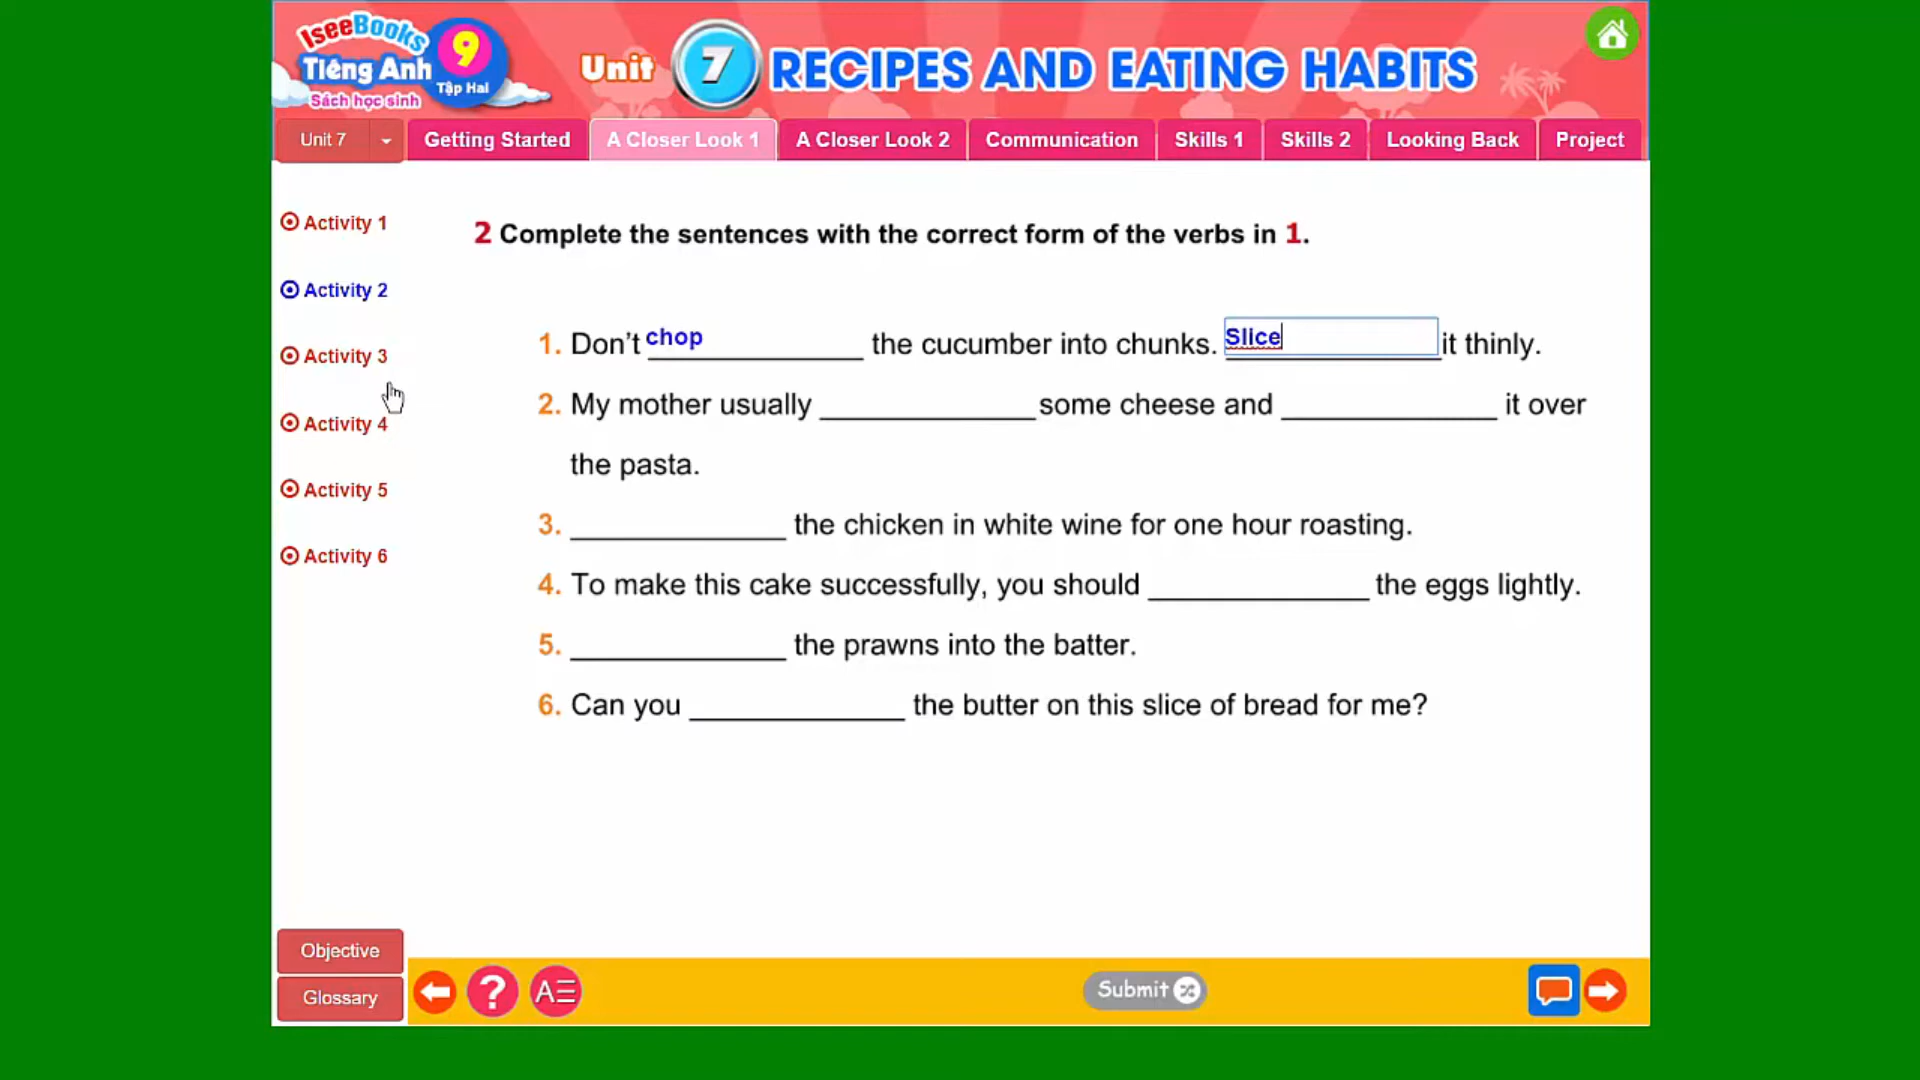 IseeBooks
Tiếng Anh 9
Tập Hai
Sách học sinh
Unit 7 RECIPES AND EATING HABITS
Unit 7 Getting Started A Closer Look 1 A Closer Look 2 Communication Skills 1 Skills 2 Looking Back Project
Activity 1
Activity 2
Activity 3
Activity 4
Activity 5
Activity 6
2 Complete the sentences with the correct form of the verbs in 1.
1. Don't chop the cucumber into chunks. Slice it thinly.
2. My mother usually ____________ some cheese and ____________ it over
the pasta.
3. ____________ the chicken in white wine for one hour roasting.
4. To make this cake successfully, you should ____________ the eggs lightly.
5. ____________ the prawns into the batter.
6. Can you ____________ the butter on this slice of bread for me?
Objective
Glossary
? A Submit